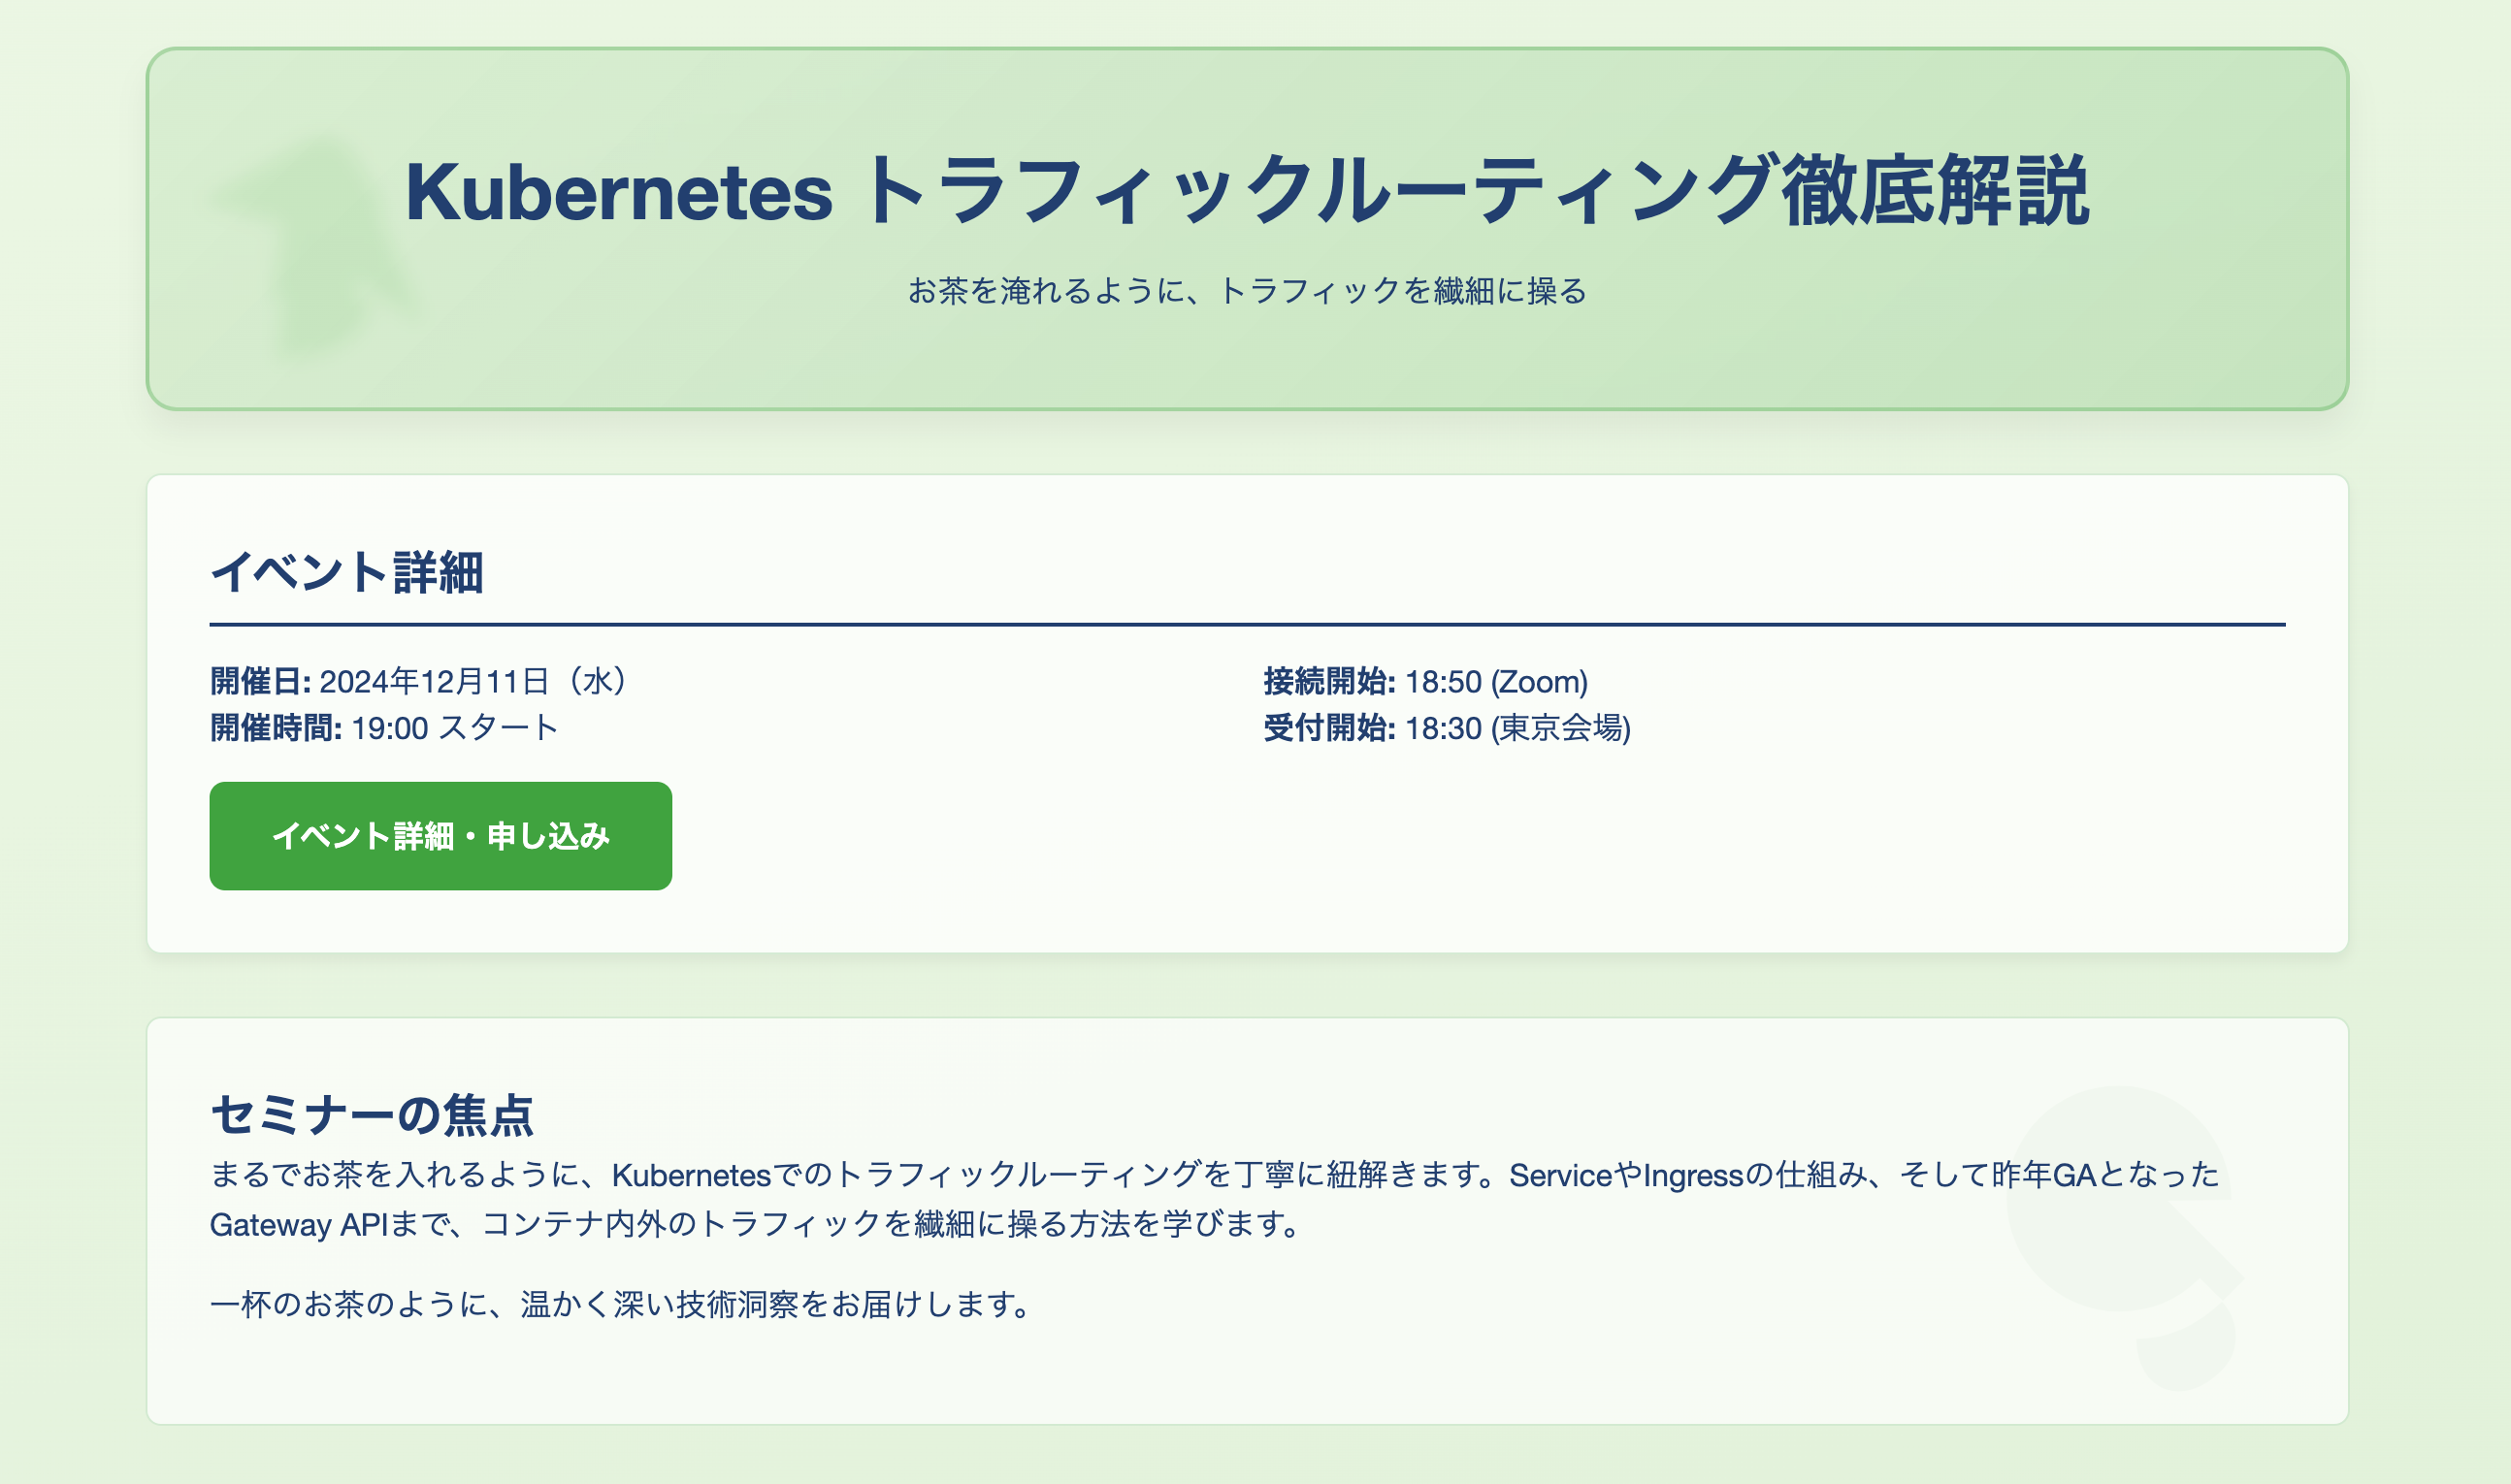 Kubernetes トラフィックルーティング徹底解説
お茶を淹れるように、トラフィックを繊細に操る
イベント詳細
開催日: 2024年12月11日（水）
開催時間: 19:00 スタート
接続開始: 18:50 (Zoom)
受付開始: 18:30 (東京会場)
イベント詳細・申し込み
セミナーの焦点
まるでお茶を入れるように、Kubernetesでのトラフィックルーティングを丁寧に紐解きます。ServiceやIngressの仕組み、そして昨年GAとなった
Gateway APIまで、コンテナ内外のトラフィックを繊細に操る方法を学びます。
一杯のお茶のように、温かく深い技術洞察をお届けします。